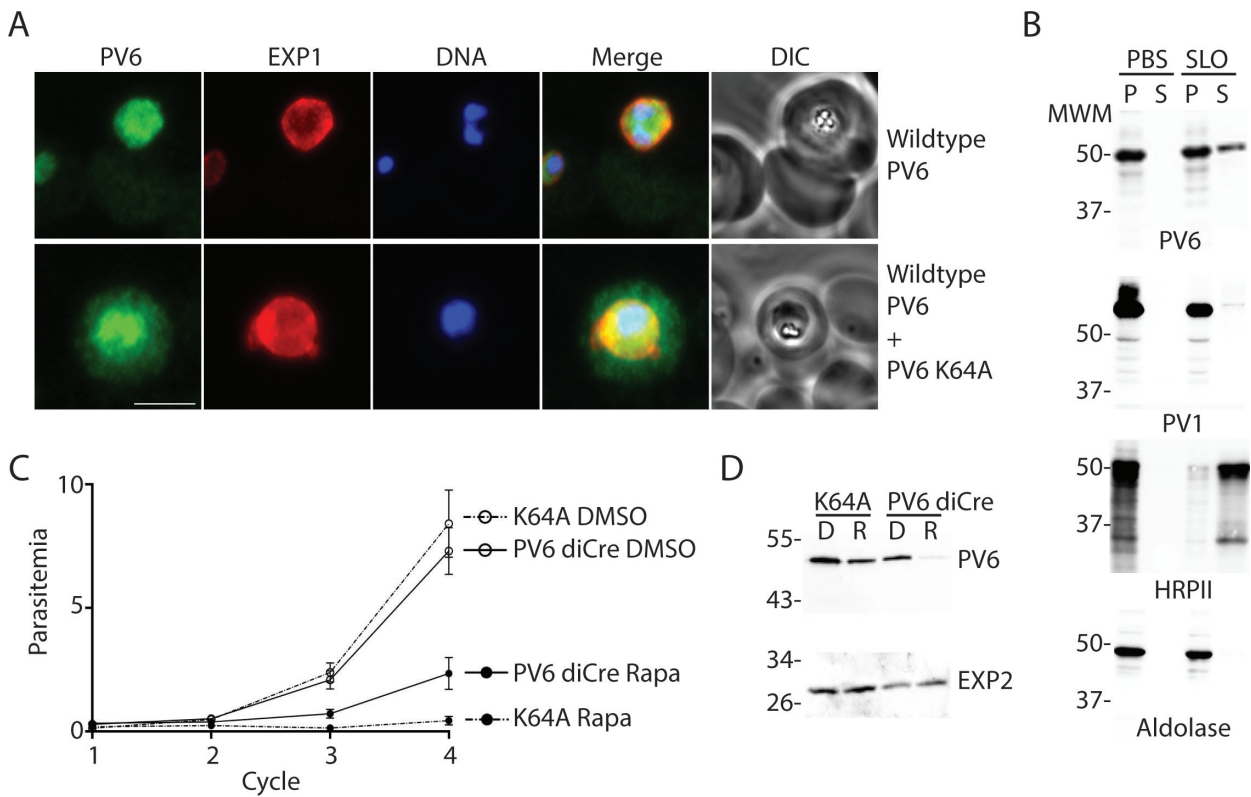 A
PV6 EXP1 DNA Merge DIC
Wildtype
PV6
Wildtype
PV6
+
PV6 K64A
B
PBS SLO
P S P S
MWM
50-
37-
PV6
50-
37-
PV1
50-
37-
HRPII
50-
37-
Aldolase
C
10
5
0
1 2 3 4
Parasitemia
Cycle
K64A DMSO
PV6 diCre DMSO
PV6 diCre Rapa
K64A Rapa
D
K64A PV6 diCre
D R D R
55-
43-
PV6
34-
26-
EXP2